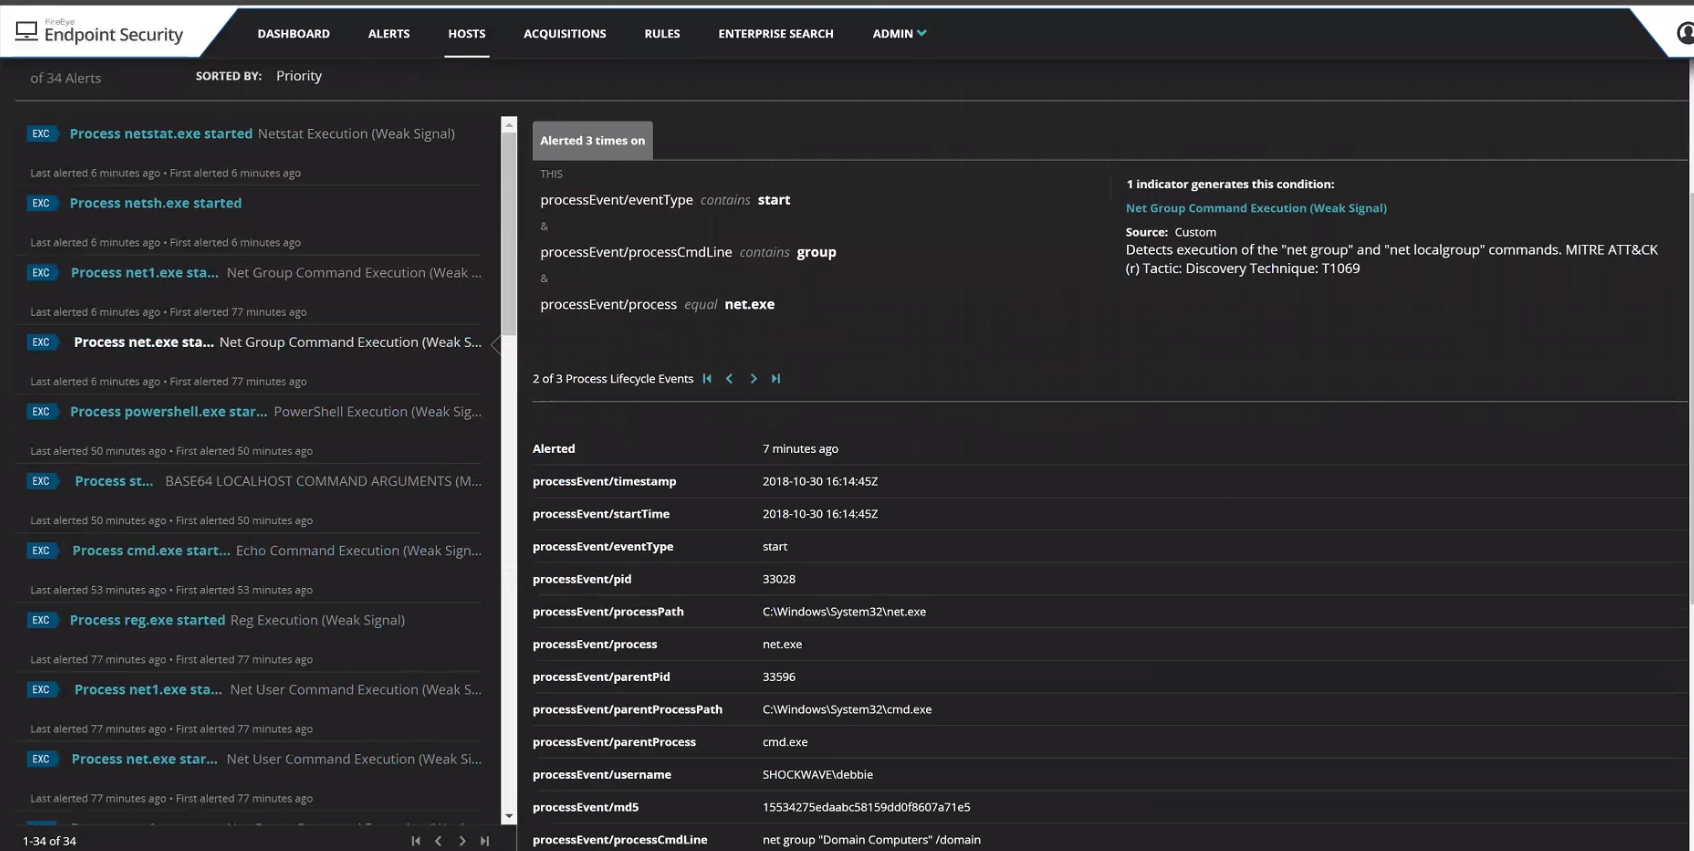 FireEye
Endpoint Security
DASHBOARD ALERTS HOSTS ACQUISITIONS RULES ENTERPRISE SEARCH ADMIN
of 34 Alerts SORTED BY: Priority
EXC Process netstat.exe started Netstat Execution (Weak Signal)
Last alerted 6 minutes ago • First alerted 6 minutes ago
EXC Process netsh.exe started
Last alerted 6 minutes ago • First alerted 6 minutes ago
EXC Process net1.exe sta... Net Group Command Execution (Weak ...
Last alerted 6 minutes ago • First alerted 77 minutes ago
EXC Process net.exe sta... Net Group Command Execution (Weak S...
Last alerted 6 minutes ago • First alerted 77 minutes ago
EXC Process powershell.exe star... PowerShell Execution (Weak Sig...
Last alerted 50 minutes ago • First alerted 50 minutes ago
EXC Process st... BASE64 LOCALHOST COMMAND ARGUMENTS (M...
Last alerted 50 minutes ago • First alerted 50 minutes ago
EXC Process cmd.exe start... Echo Command Execution (Weak Sign...
Last alerted 53 minutes ago • First alerted 53 minutes ago
EXC Process reg.exe started Reg Execution (Weak Signal)
Last alerted 77 minutes ago • First alerted 77 minutes ago
EXC Process net1.exe sta... Net User Command Execution (Weak S...
Last alerted 77 minutes ago • First alerted 77 minutes ago
EXC Process net.exe star... Net User Command Execution (Weak Si...
Last alerted 77 minutes ago • First alerted 77 minutes ago
1-34 of 34
Alerted 3 times on
THIS
processEvent/eventType contains start
&
processEvent/processCmdLine contains group
&
processEvent/process equal net.exe
1 indicator generates this condition:
Net Group Command Execution (Weak Signal)
Source: Custom
Detects execution of the "net group" and "net localgroup" commands. MITRE ATT&CK
(r) Tactic: Discovery Technique: T1069
2 of 3 Process Lifecycle Events
Alerted 7 minutes ago
processEvent/timestamp 2018-10-30 16:14:45Z
processEvent/startTime 2018-10-30 16:14:45Z
processEvent/eventType start
processEvent/pid 33028
processEvent/processPath C:\Windows\System32\net.exe
processEvent/process net.exe
processEvent/parentPid 33596
processEvent/parentProcessPath C:\Windows\System32\cmd.exe
processEvent/parentProcess cmd.exe
processEvent/username SHOCKWAVE\debbie
processEvent/md5 15534275edaabc58159dd0f8607a71e5
processEvent/processCmdLine net group "Domain Computers" /domain